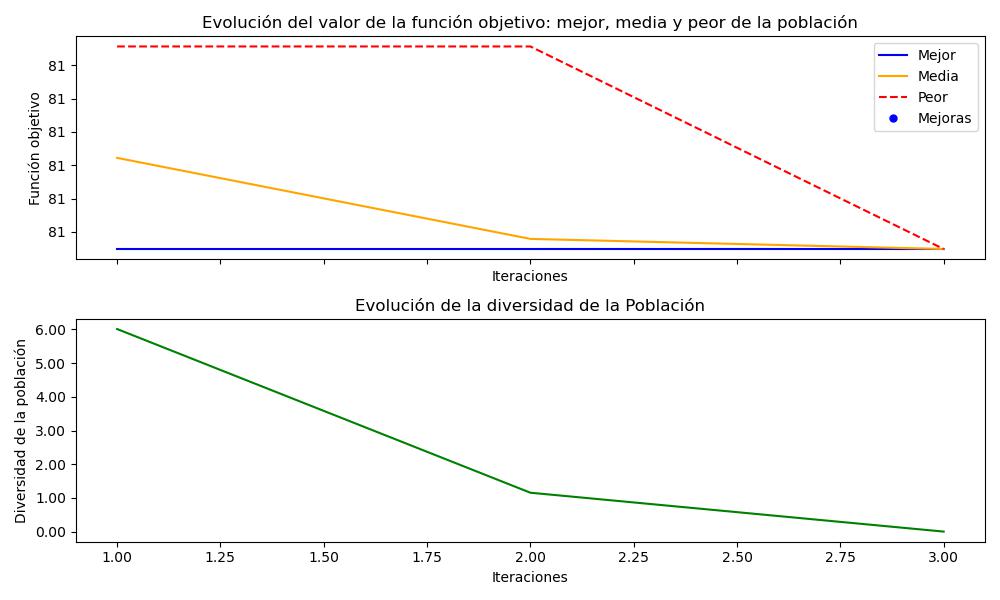 Evolución del valor de la función objetivo: mejor, media y peor de la población
Función objetivo
81
81
81
81
81
81
Mejor
Media
Peor
Mejoras
Iteraciones
Evolución de la diversidad de la Población
Diversidad de la población
6.00
5.00
4.00
3.00
2.00
1.00
0.00
1.00 1.25 1.50 1.75 2.00 2.25 2.50 2.75 3.00
Iteraciones